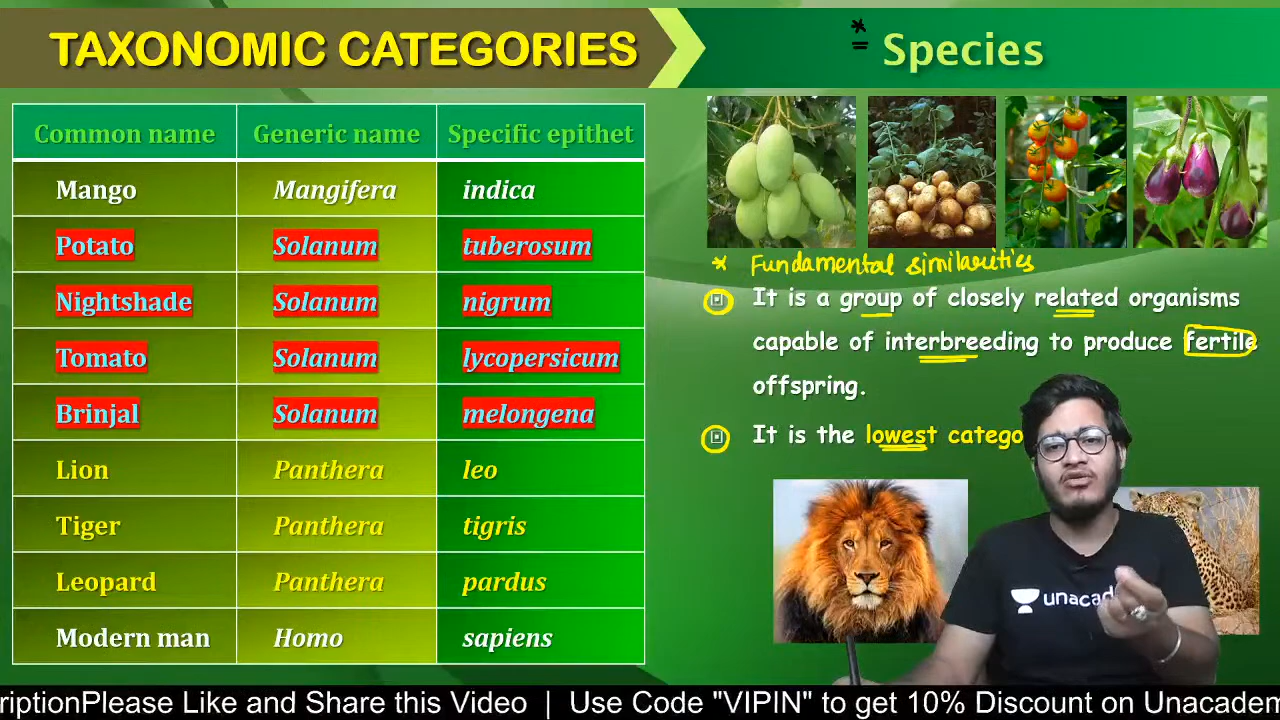 TAXONOMIC CATEGORIES
* Species
Common name Generic name Specific epithet
Mango Mangifera indica
Potato Solanum tuberosum
Nightshade Solanum nigrum
Tomato Solanum lycopersicum
Brinjal Solanum melongena
Lion Panthera leo
Tiger Panthera tigris
Leopard Panthera pardus
Modern man Homo sapiens
* Fundamental similarities
It is a group of closely related organisms
capable of interbreeding to produce fertile
offspring.
It is the lowest catego
unacad
riptionPlease Like and Share this Video | Use Code "VIPIN" to get 10% Discount on Unacaden